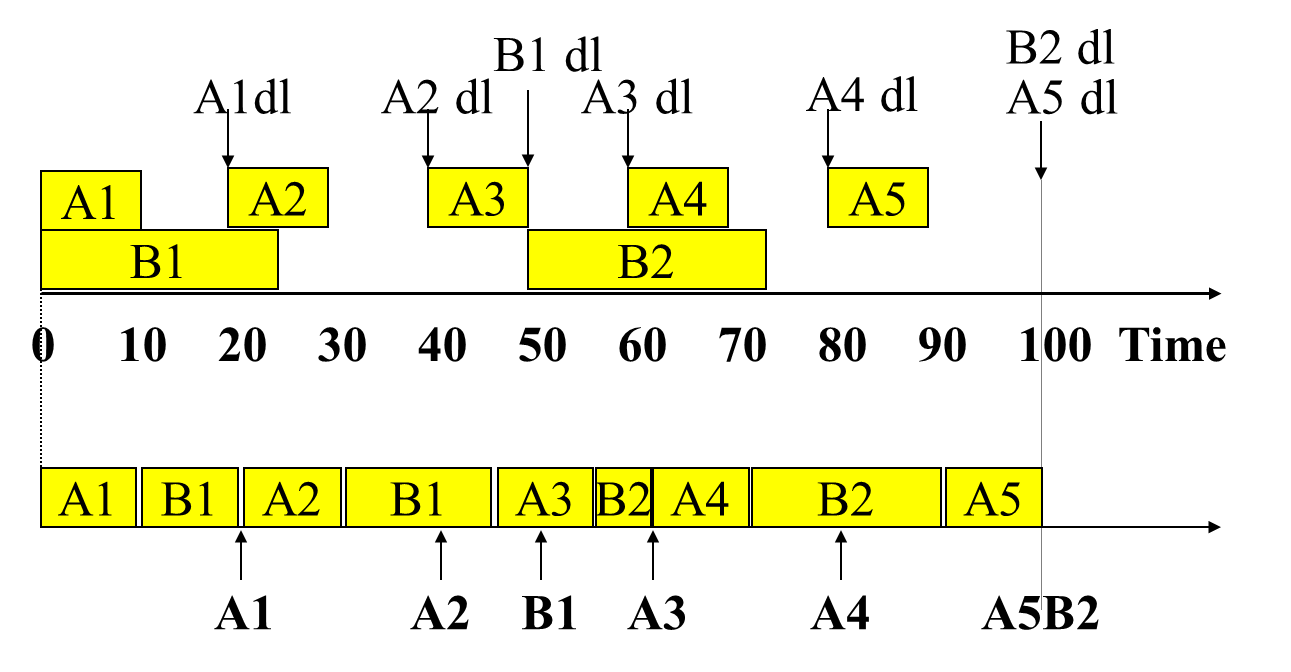 B1 dl B2 dl
A1dl A2 dl A3 dl A4 dl A5 dl
A1 A2 A3 A4 A5
B1 B2
0 10 20 30 40 50 60 70 80 90 100 Time
A1 B1 A2 B1 A3 B2 A4 B2 A5
A1 A2 B1 A3 A4 A5B2